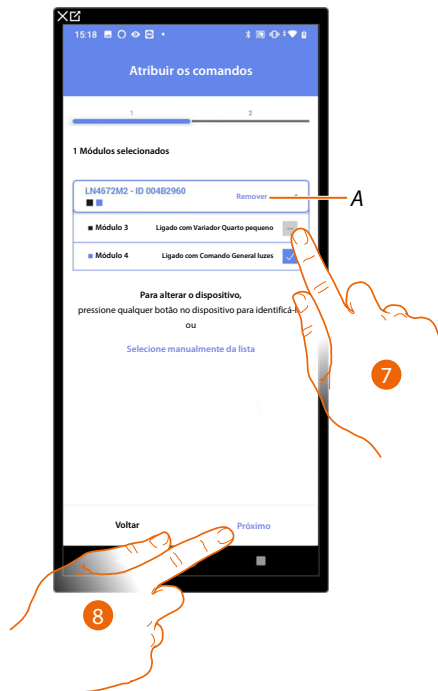 15:18
Atribuir os comandos
1 2
1 Módulos selecionados
LN4672M2 - ID 004B2960
Remover
A
Módulo 3 Ligado com Variador Quarto pequeno
Módulo 4 Ligado com Comando General luzes
Para alterar o dispositivo,
pressione qualquer botão no dispositivo para identificá-l
ou
Selecione manualmente da lista
7
Voltar Próximo
8